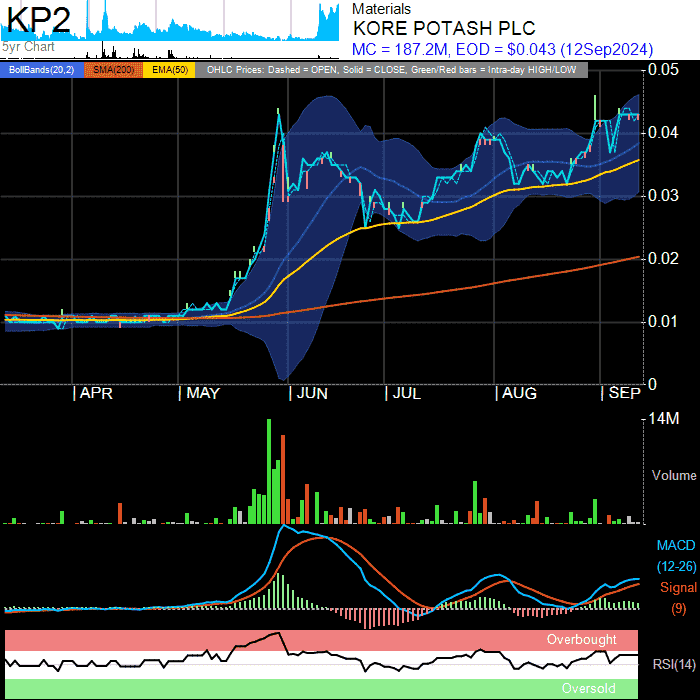 KP2
5yr Chart
Materials
KORE POTASH PLC
MC = 187.2M, EOD = $0.043 (12Sep2024)
BollBands(20,2) SMA(200) EMA(50) OHLC Prices: Dashed = OPEN, Solid = CLOSE, Green/Red bars = Intra-day HIGH/LOW
0.05
0.04
0.03
0.02
0.01
0
APR MAY JUN JUL AUG SEP
14M
Volume
MACD
(12-26)
Signal
(9)
Overbought
RSI(14)
Oversold